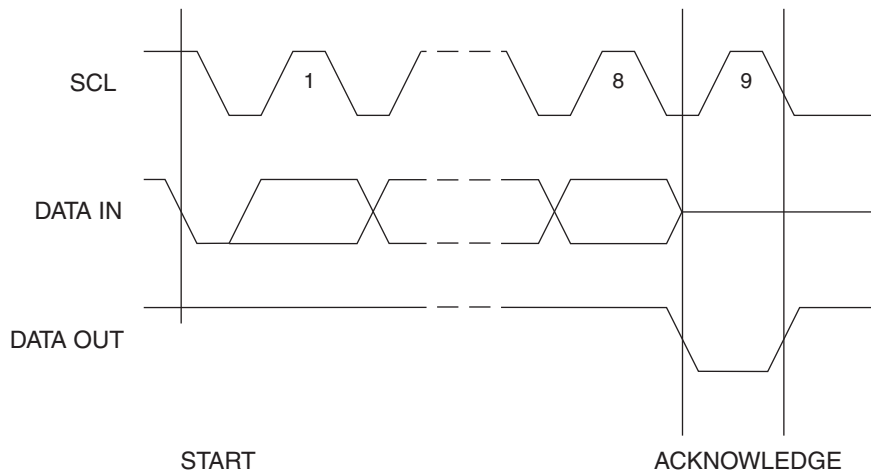 SCL
1
8
9
DATA IN
DATA OUT
START
ACKNOWLEDGE